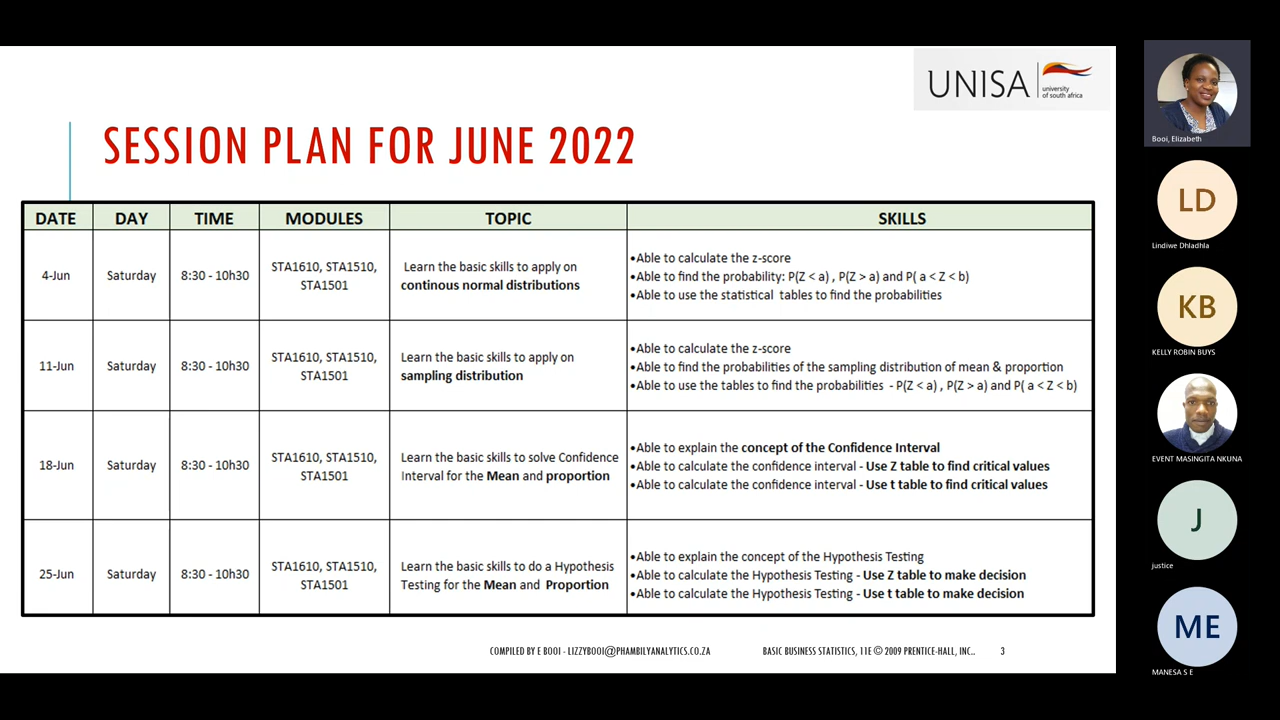 UNISA
university
of south africa
SESSION PLAN FOR JUNE 2022
DATE DAY TIME MODULES TOPIC SKILLS
4-Jun Saturday 8:30 - 10h30
STA1610, STA1510,
STA1501
Learn the basic skills to apply on
continous normal distributions
•Able to calculate the z-score
•Able to find the probability: P(Z < a) , P(Z > a) and P( a < Z < b)
•Able to use the statistical tables to find the probabilities
11-Jun Saturday 8:30 - 10h30
STA1610, STA1510,
STA1501
Learn the basic skills to apply on
sampling distribution
•Able to calculate the z-score
•Able to find the probabilities of the sampling distribution of mean & proportion
•Able to use the tables to find the probabilities - P(Z < a) , P(Z > a) and P( a < Z < b)
18-Jun Saturday 8:30 - 10h30
STA1610, STA1510,
STA1501
Learn the basic skills to solve Confidence
Interval for the Mean and proportion
•Able to explain the concept of the Confidence Interval
•Able to calculate the confidence interval - Use Z table to find critical values
•Able to calculate the confidence interval - Use t table to find critical values
25-Jun Saturday 8:30 - 10h30
STA1610, STA1510,
STA1501
Learn the basic skills to do a Hypothesis
Testing for the Mean and Proportion
•Able to explain the concept of the Hypothesis Testing
•Able to calculate the Hypothesis Testing - Use Z table to make decision
•Able to calculate the Hypothesis Testing - Use t table to make decision
COMPILED BY E BOOI - LIZZYBOOI@PHAMBILYANALYTICS.CO.ZA BASIC BUSINESS STATISTICS, 11E © 2009 PRENTICE-HALL, INC.. 3
Booi, Elizabeth
LD
Lindiwe Dhladhla
KB
KELLY ROBIN BUYS
EVENT MASINGITA NKUNA
J
justice
ME
MANESA S E